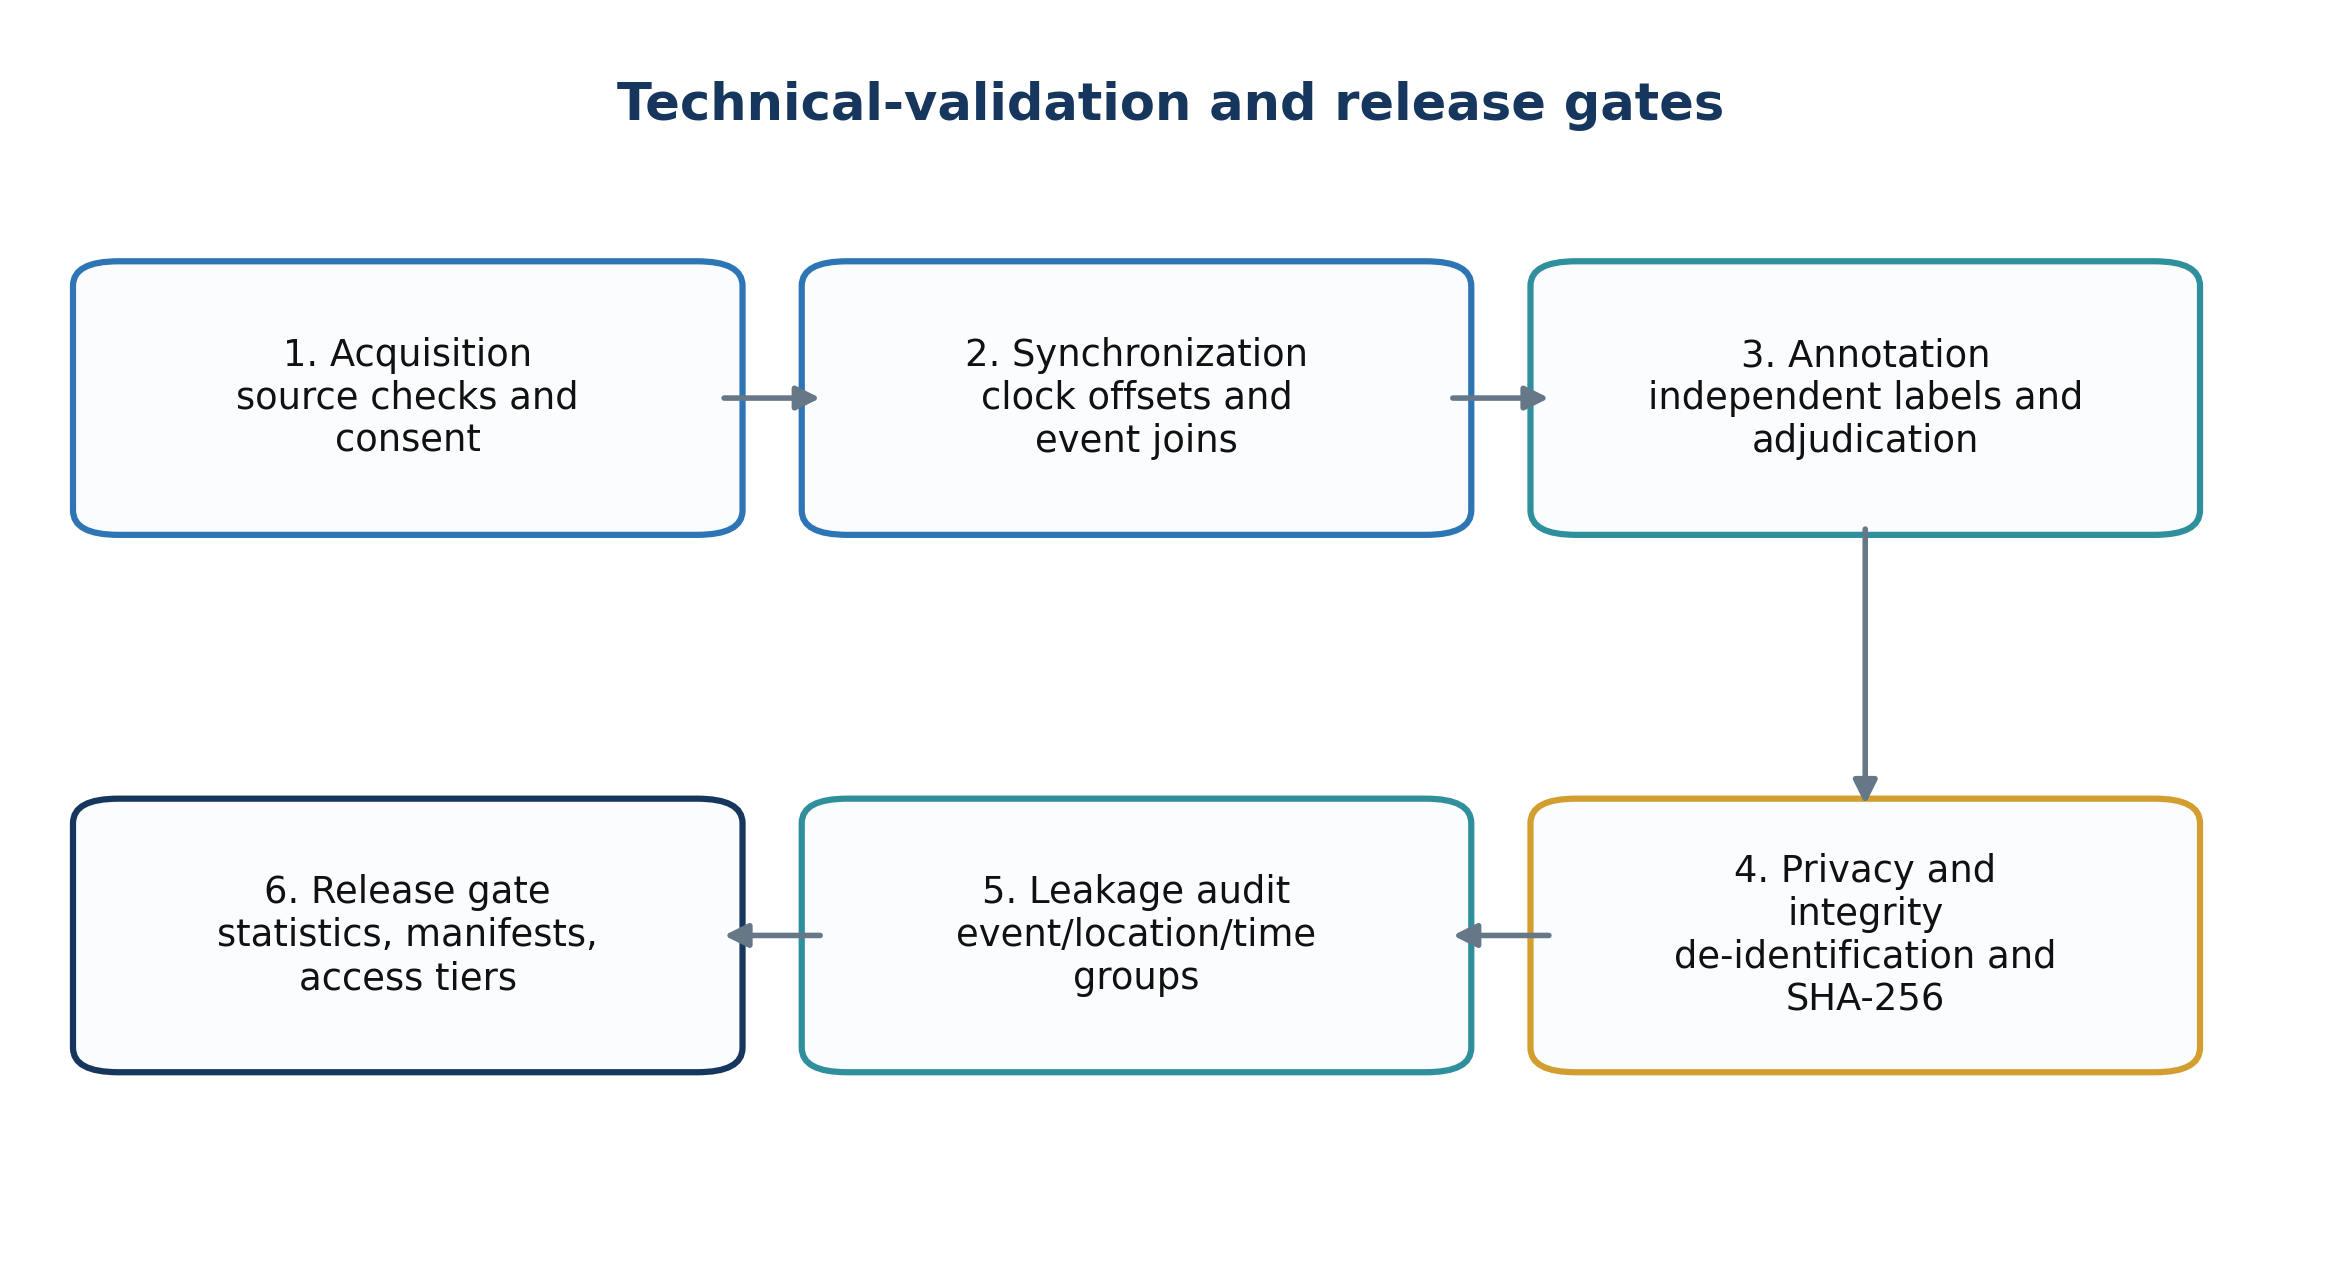 Technical-validation and release gates
1. Acquisition
source checks and
consent
2. Synchronization
clock offsets and
event joins
3. Annotation
independent labels and
adjudication
4. Privacy and
integrity
de-identification and
SHA-256
5. Leakage audit
event/location/time
groups
6. Release gate
statistics, manifests,
access tiers